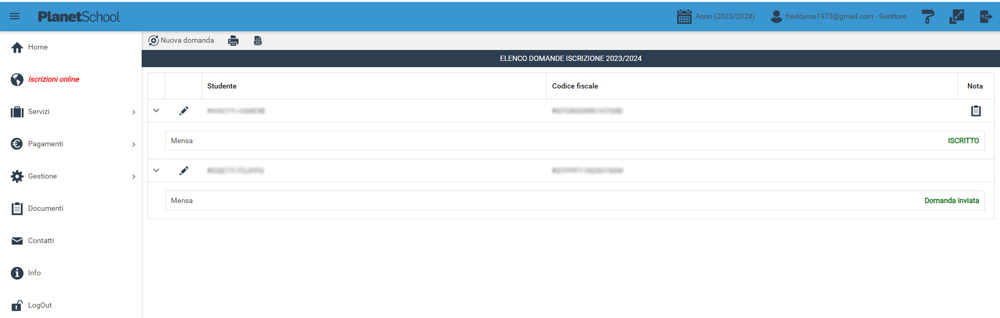 PlanetSchool
Anno (2023/2024)
freddyros1973@gmail.com - Genitore
Nuova domanda
XLS
Home
Iscrizioni online
Servizi
Pagamenti
Gestione
Documenti
Contatti
Info
LogOut
ELENCO DOMANDE ISCRIZIONE 2023/2024
Studente Codice fiscale Nota
Mensa ISCRITTO
Mensa Domanda inviata